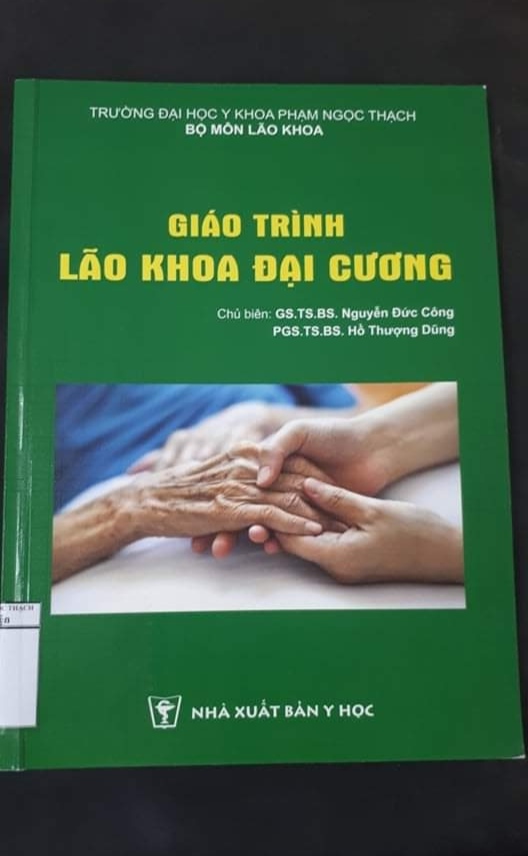 TRƯỜNG ĐẠI HỌC Y KHOA PHẠM NGỌC THẠCH
BỘ MÔN LÃO KHOA
GIÁO TRÌNH
LÃO KHOA ĐẠI CƯƠNG
Chủ biên: GS.TS.BS. Nguyễn Đức Công
PGS.TS.BS. Hồ Thượng Dũng
THẠCH
NHÀ XUẤT BẢN Y HỌC